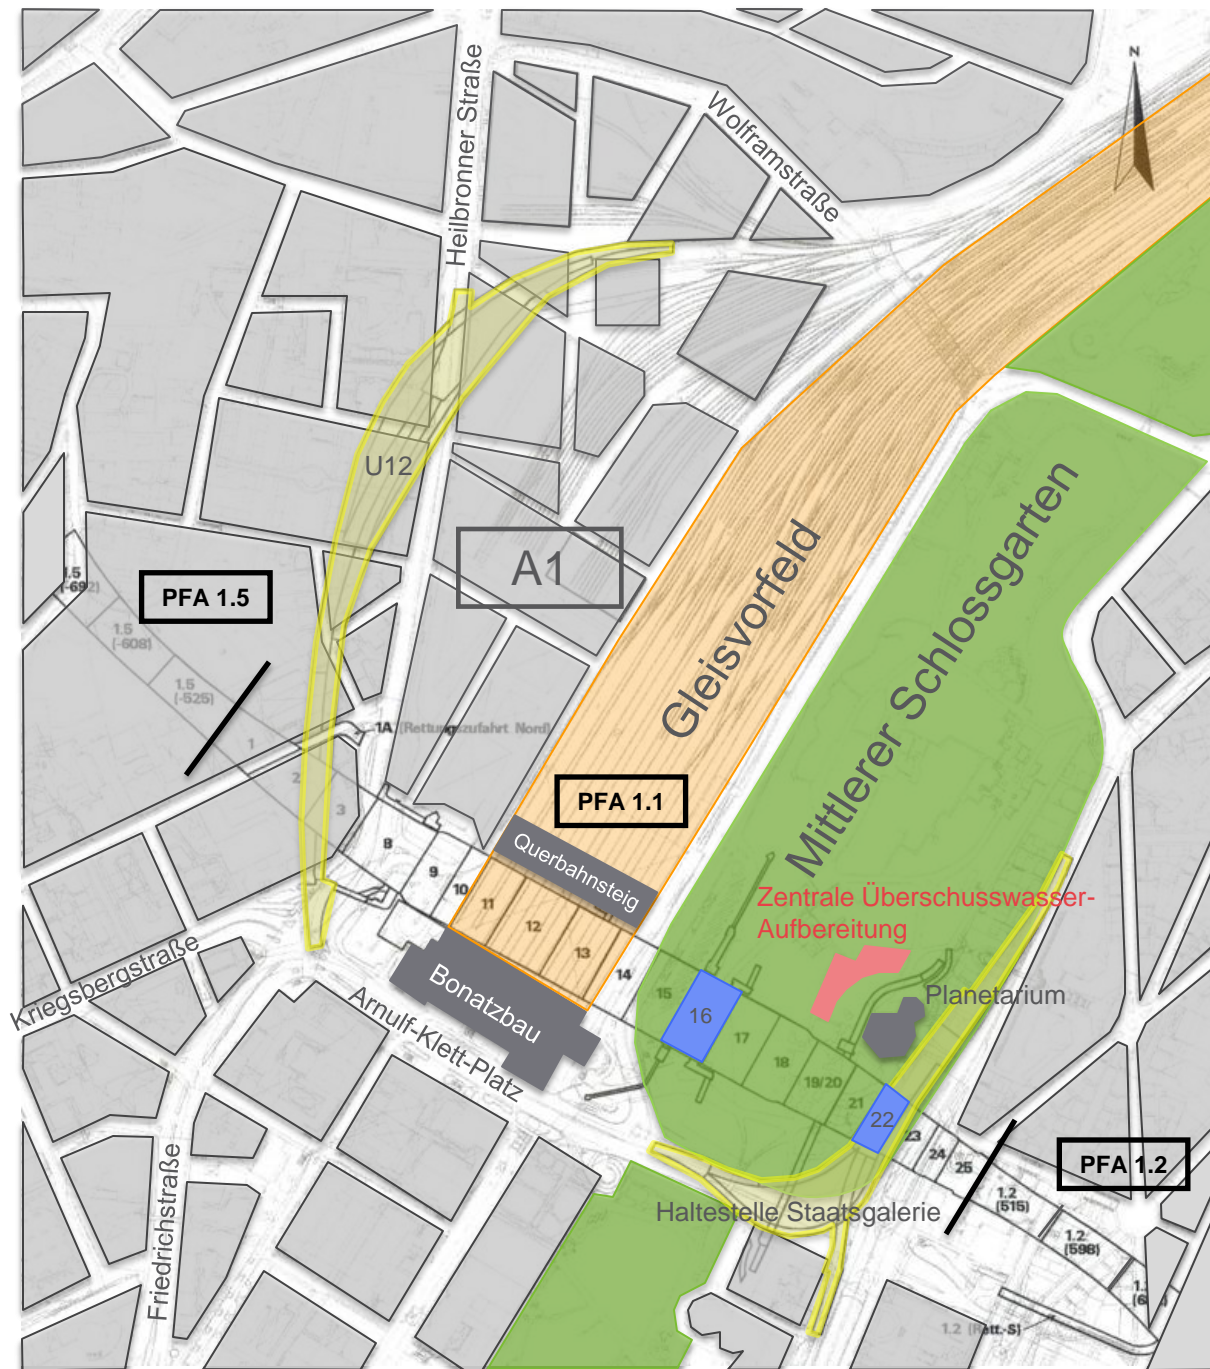 N
Heilbronner Straße
Wolframstraße
U12
A1
Gleisvorfeld
Mittlerer Schlossgarten
1.5
(-692)
PFA 1.5
1.5
(-608)
1.5
(-525)
1A (Rettungszufahrt Nord)
1
2
3
PFA 1.1
8
9
10
11
12
13
14
15
16
17
18
19/20
21
22
23
24
25
Querbahnsteig
Zentrale Überschusswasser-
Aufbereitung
Planetarium
Bonatzbau
Kriegsbergstraße
Arnulf-Klett-Platz
Friedrichstraße
Haltestelle Staatsgalerie
PFA 1.2
1.2
(515)
1.2
(598)
1.2 (Rett.-S)